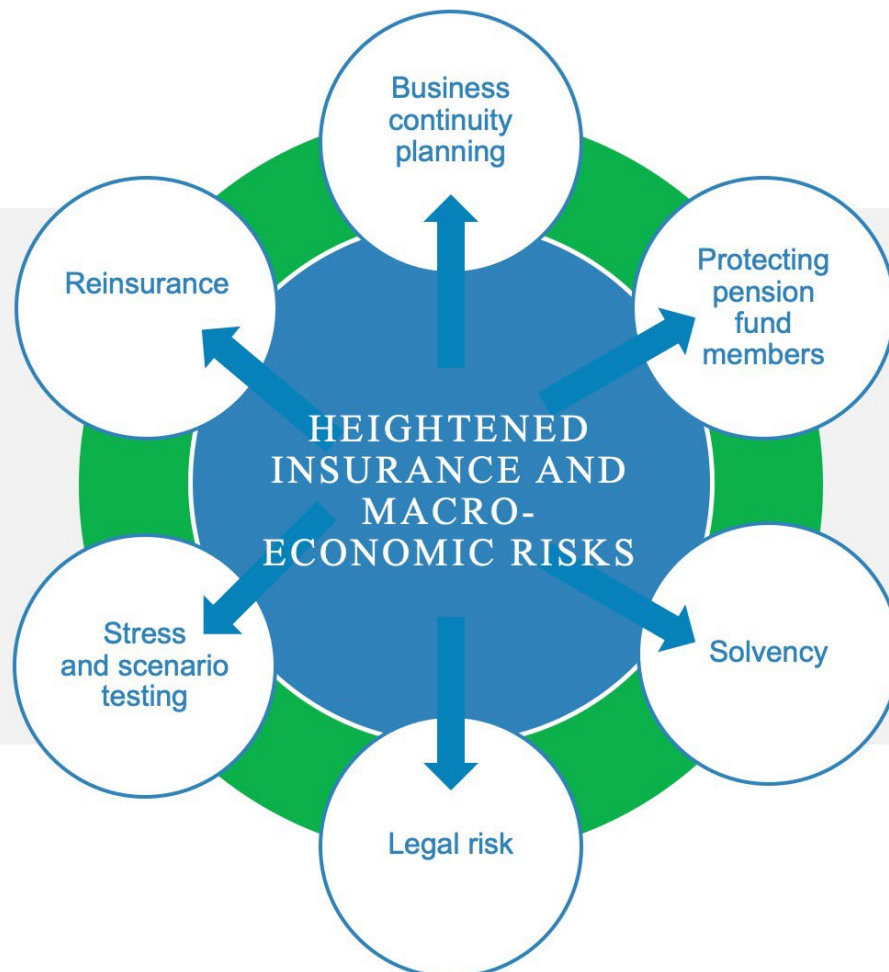 Business
continuity
planning
Reinsurance
Protecting
pension
fund
members
HEIGHTENED
INSURANCE AND
MACRO-
ECONOMIC RISKS
Stress
and scenario
testing
Solvency
Legal risk